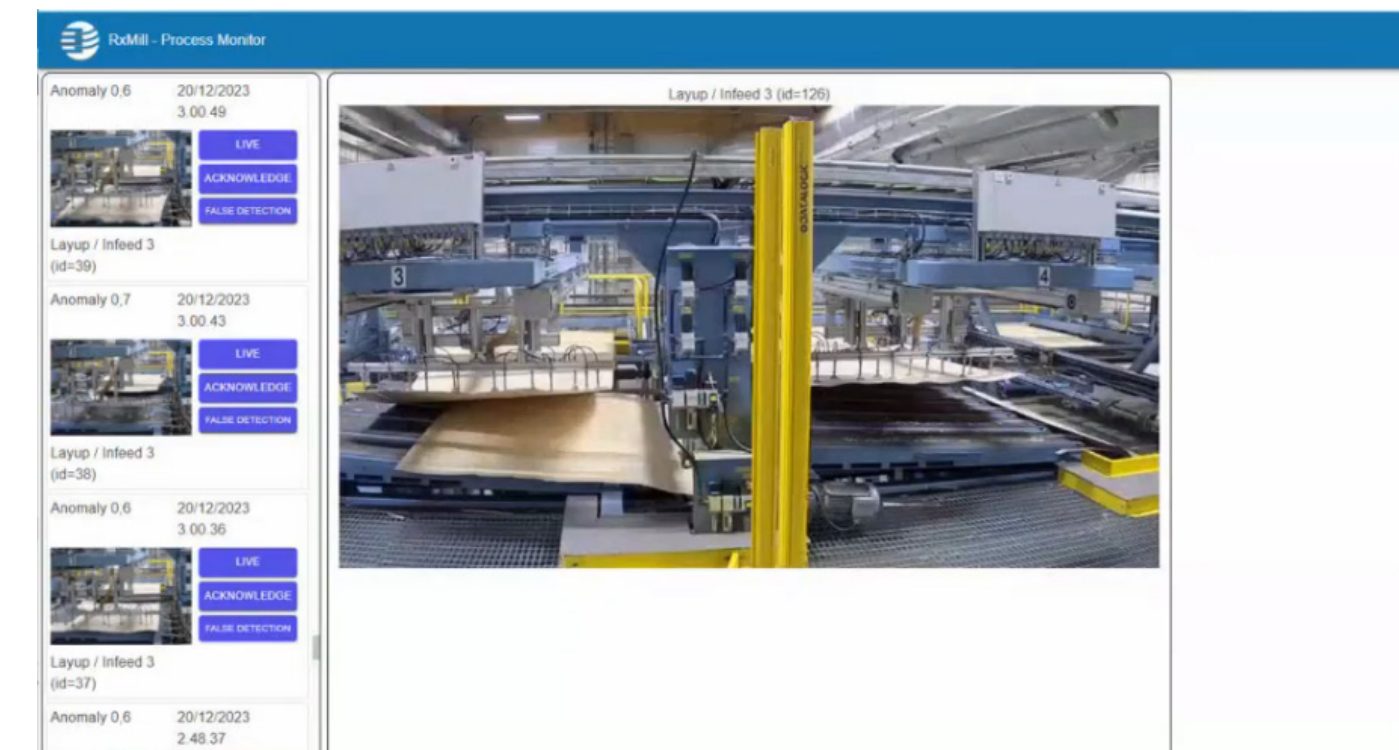 RxMill - Process Monitor
Anomaly 0,6
20/12/2023
3.00.49
LIVE
ACKNOWLEDGE
FALSE DETECTION
Layup / Infeed 3
(id=39)
Anomaly 0,7
20/12/2023
3.00.43
LIVE
ACKNOWLEDGE
FALSE DETECTION
Layup / Infeed 3
(id=38)
Anomaly 0,6
20/12/2023
3.00.36
LIVE
ACKNOWLEDGE
FALSE DETECTION
Layup / Infeed 3
(id=37)
Anomaly 0,6
20/12/2023
2.48.37
Layup / Infeed 3 (id=126)
DATALOGIC
3
4